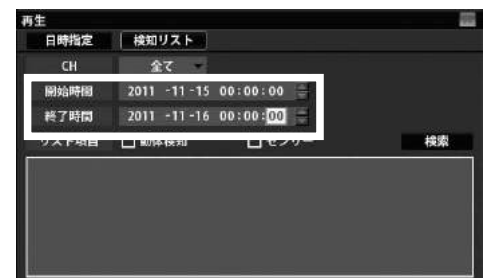 再生
日時指定 検知リスト
CH 全て
開始時間 2011 -11-15 00:00:00
終了時間 2011 -11-16 00:00:00
リスト項目 動体検知 センサー 検索